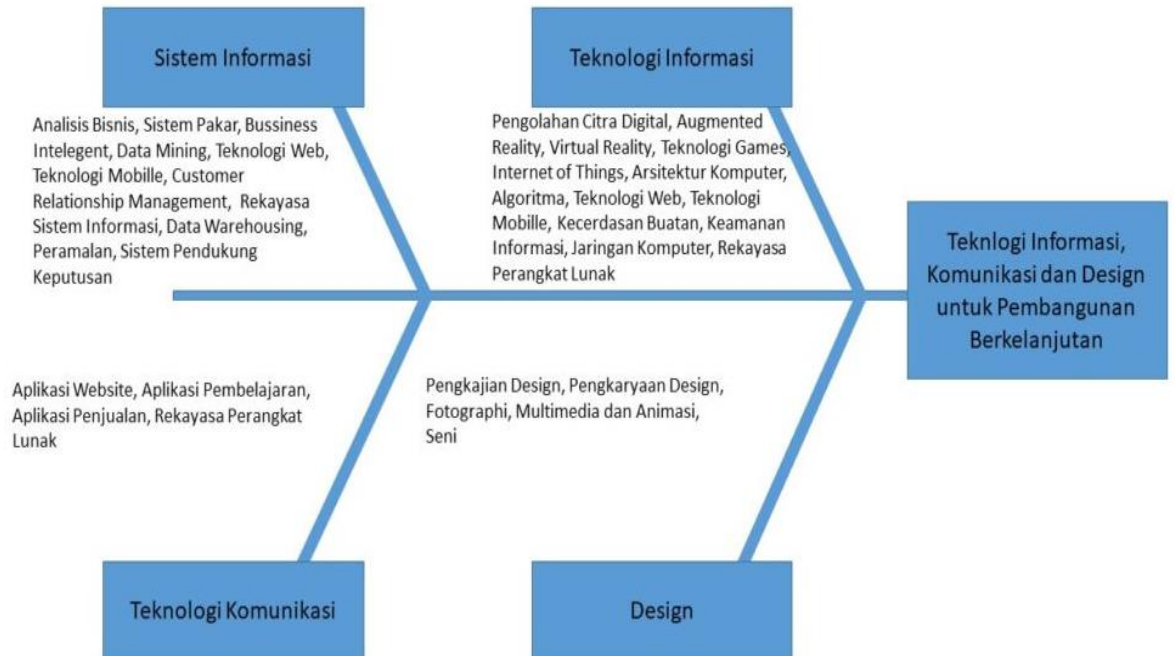 Sistem Informasi
Teknologi Informasi
Analisis Bisnis, Sistem Pakar, Bussiness
Intelegent, Data Mining, Teknologi Web,
Teknologi Mobille, Customer
Relationship Management, Rekayasa
Sistem Informasi, Data Warehousing,
Peramalan, Sistem Pendukung
Keputusan
Pengolahan Citra Digital, Augmented
Reality, Virtual Reality, Teknologi Games,
Internet of Things, Arsitektur Komputer,
Algoritma, Teknologi Web, Teknologi
Mobille, Kecerdasan Buatan, Keamanan
Informasi, Jaringan Komputer, Rekayasa
Perangkat Lunak
Teknlogi Informasi,
Komunikasi dan Design
untuk Pembangunan
Berkelanjutan
Aplikasi Website, Aplikasi Pembelajaran,
Aplikasi Penjualan, Rekayasa Perangkat
Lunak
Pengkajian Design, Pengkaryaan Design,
Fotographi, Multimedia dan Animasi,
Seni
Teknologi Komunikasi
Design